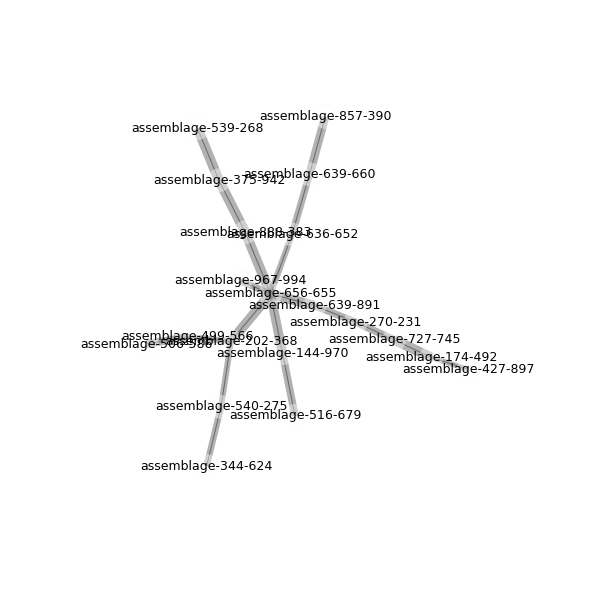 assemblage-857-390
assemblage-539-268
assemblage-639-660
assemblage-375-942
assemblage-888-383
assemblage-636-652
assemblage-967-994
assemblage-656-655
assemblage-639-891
assemblage-270-231
assemblage-499-566
assemblage-727-745
assemblage-202-368
assemblage-506-586
assemblage-144-970
assemblage-174-492
assemblage-427-897
assemblage-540-275
assemblage-516-679
assemblage-344-624